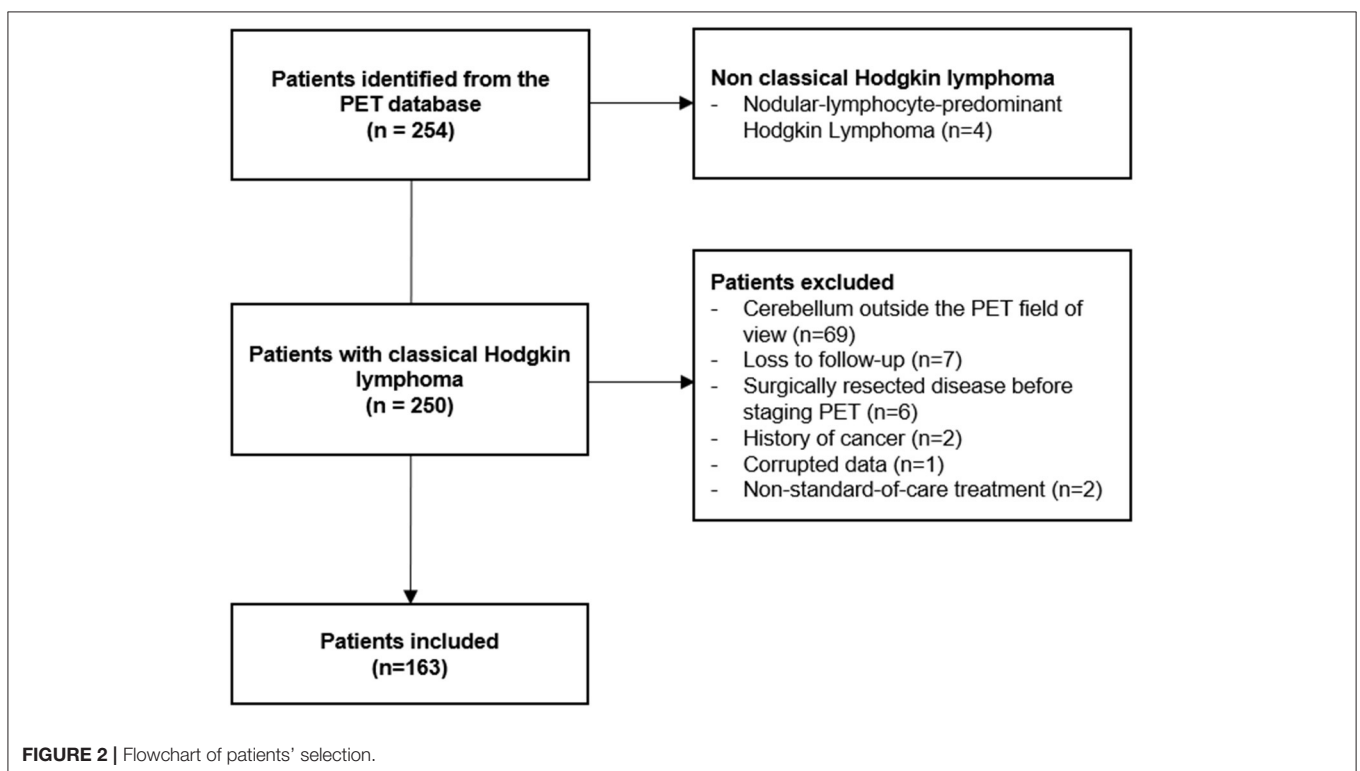 Patients identified from the
PET database
(n = 254)
Non classical Hodgkin lymphoma
- Nodular-lymphocyte-predominant
Hodgkin Lymphoma (n=4)
Patients with classical Hodgkin
lymphoma
(n = 250)
Patients excluded
- Cerebellum outside the PET field of
view (n=69)
- Loss to follow-up (n=7)
- Surgically resected disease before
staging PET (n=6)
- History of cancer (n=2)
- Corrupted data (n=1)
- Non-standard-of-care treatment (n=2)
Patients included
(n=163)
FIGURE 2 | Flowchart of patients' selection.